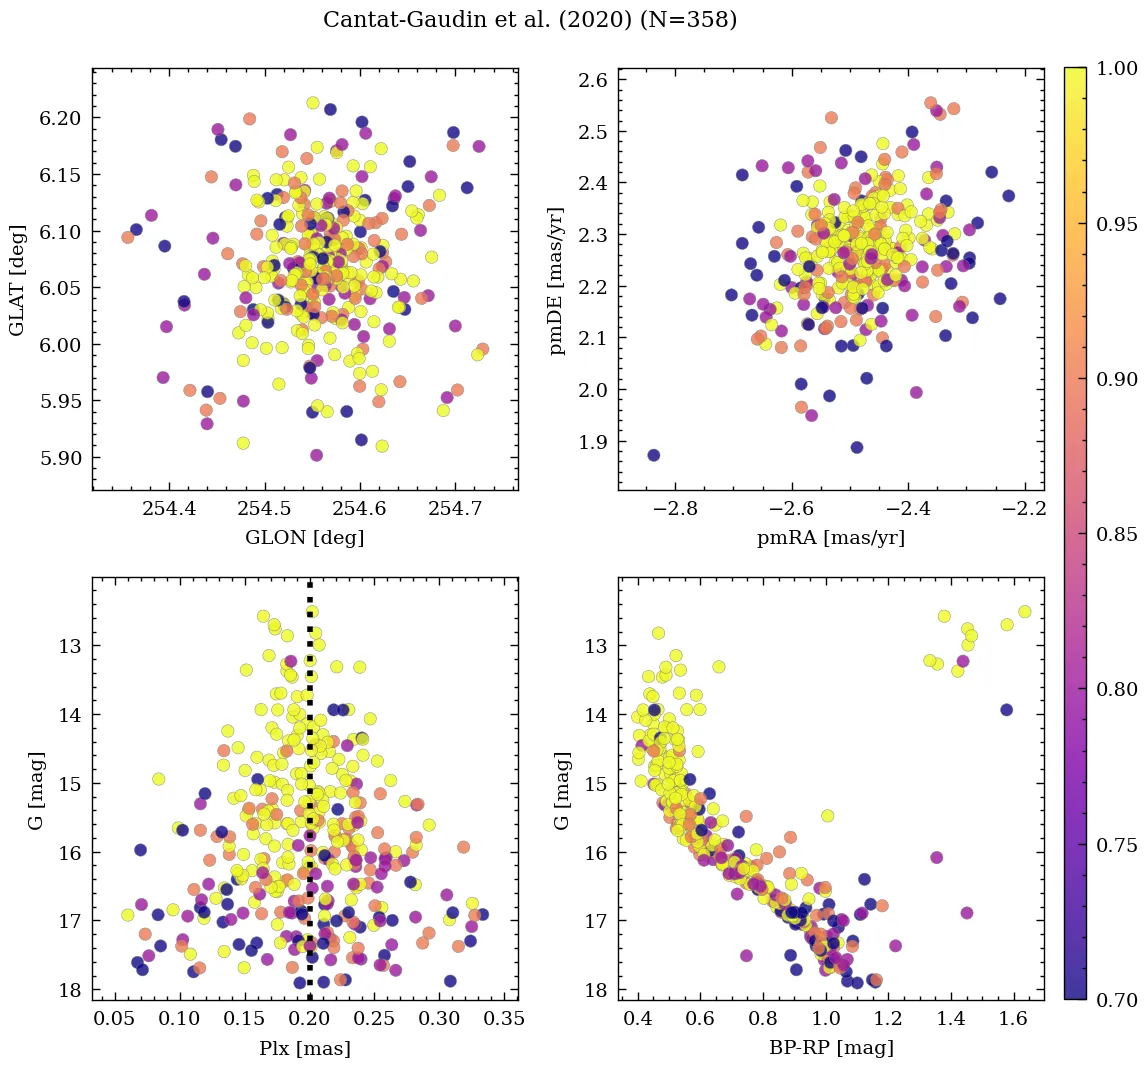 Cantat-Gaudin et al. (2020) (N=358)
6.20
6.15
6.10
6.05
6.00
5.95
5.90
GLAT [deg]
254.4 254.5 254.6 254.7
GLON [deg]
2.6
2.5
2.4
2.3
2.2
2.1
2.0
1.9
pmDE [mas/yr]
−2.8 −2.6 −2.4 −2.2
pmRA [mas/yr]
1.00
0.95
0.90
0.85
0.80
0.75
0.70
13
14
15
16
17
18
G [mag]
0.05 0.10 0.15 0.20 0.25 0.30 0.35
Plx [mas]
13
14
15
16
17
18
G [mag]
0.4 0.6 0.8 1.0 1.2 1.4 1.6
BP-RP [mag]